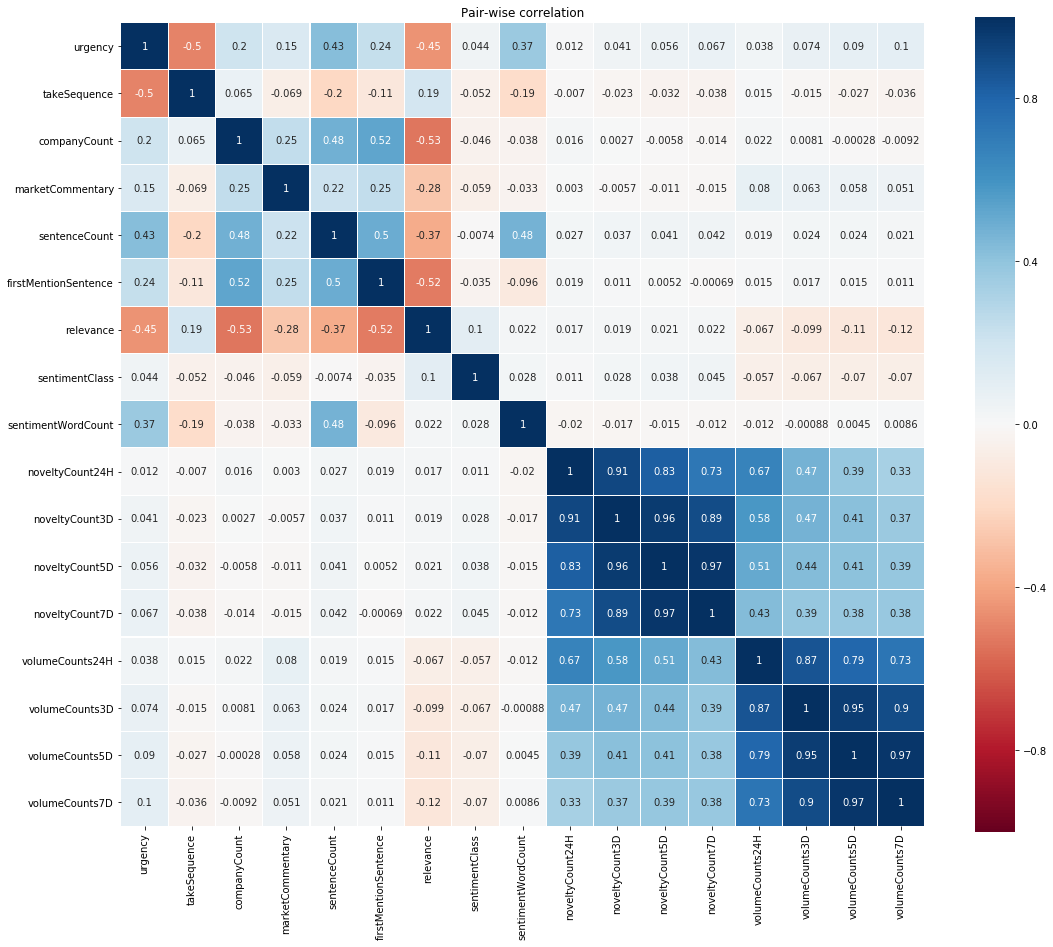 Pair-wise correlation
urgency 1 -0.5 0.2 0.15 0.43 0.24 -0.45 0.044 0.37 0.012 0.041 0.056 0.067 0.038 0.074 0.09 0.1
takeSequence -0.5 1 0.065 -0.069 -0.2 -0.11 0.19 -0.052 -0.19 -0.007 -0.023 -0.032 -0.038 0.015 -0.015 -0.027 -0.036
companyCount 0.2 0.065 1 0.25 0.48 0.52 -0.53 -0.046 -0.038 0.016 0.0027 -0.0058 -0.014 0.022 0.0081 -0.00028 -0.0092
marketCommentary 0.15 -0.069 0.25 1 0.22 0.25 -0.28 -0.059 -0.033 0.003 -0.0057 -0.011 -0.015 0.08 0.063 0.058 0.051
sentenceCount 0.43 -0.2 0.48 0.22 1 0.5 -0.37 -0.0074 0.48 0.027 0.037 0.041 0.042 0.019 0.024 0.024 0.021
firstMentionSentence 0.24 -0.11 0.52 0.25 0.5 1 -0.52 -0.035 -0.096 0.019 0.011 0.0052 -0.00069 0.015 0.017 0.015 0.011
relevance -0.45 0.19 -0.53 -0.28 -0.37 -0.52 1 0.1 0.022 0.017 0.019 0.021 0.022 -0.067 -0.099 -0.11 -0.12
sentimentClass 0.044 -0.052 -0.046 -0.059 -0.0074 -0.035 0.1 1 0.028 0.011 0.028 0.038 0.045 -0.057 -0.067 -0.07 -0.07
sentimentWordCount 0.37 -0.19 -0.038 -0.033 0.48 -0.096 0.022 0.028 1 -0.02 -0.017 -0.015 -0.012 -0.012 -0.00088 0.0045 0.0086
noveltyCount24H 0.012 -0.007 0.016 0.003 0.027 0.019 0.017 0.011 -0.02 1 0.91 0.83 0.73 0.67 0.47 0.39 0.33
noveltyCount3D 0.041 -0.023 0.0027 -0.0057 0.037 0.011 0.019 0.028 -0.017 0.91 1 0.96 0.89 0.58 0.47 0.41 0.37
noveltyCount5D 0.056 -0.032 -0.0058 -0.011 0.041 0.0052 0.021 0.038 -0.015 0.83 0.96 1 0.97 0.51 0.44 0.41 0.39
noveltyCount7D 0.067 -0.038 -0.014 -0.015 0.042 -0.00069 0.022 0.045 -0.012 0.73 0.89 0.97 1 0.43 0.39 0.38 0.38
volumeCounts24H 0.038 0.015 0.022 0.08 0.019 0.015 -0.067 -0.057 -0.012 0.67 0.58 0.51 0.43 1 0.87 0.79 0.73
volumeCounts3D 0.074 -0.015 0.0081 0.063 0.024 0.017 -0.099 -0.067 -0.00088 0.47 0.47 0.44 0.39 0.87 1 0.95 0.9
volumeCounts5D 0.09 -0.027 -0.00028 0.058 0.024 0.015 -0.11 -0.07 0.0045 0.39 0.41 0.41 0.38 0.79 0.95 1 0.97
volumeCounts7D 0.1 -0.036 -0.0092 0.051 0.021 0.011 -0.12 -0.07 0.0086 0.33 0.37 0.39 0.38 0.73 0.9 0.97 1
urgency
takeSequence
companyCount
marketCommentary
sentenceCount
firstMentionSentence
relevance
sentimentClass
sentimentWordCount
noveltyCount24H
noveltyCount3D
noveltyCount5D
noveltyCount7D
volumeCounts24H
volumeCounts3D
volumeCounts5D
volumeCounts7D
0.8
0.4
0.0
−0.4
−0.8